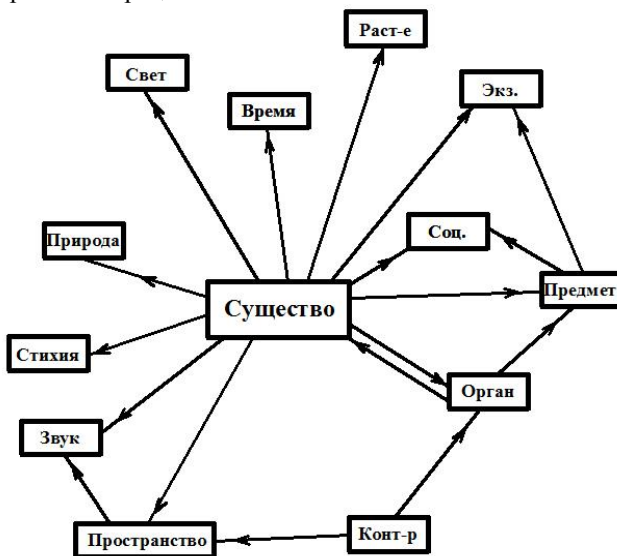 Раст-е
Свет
Экз.
Время
Соц.
Природа
Предмет
Существо
Стихия
Орган
Звук
Пространство
Конт-р